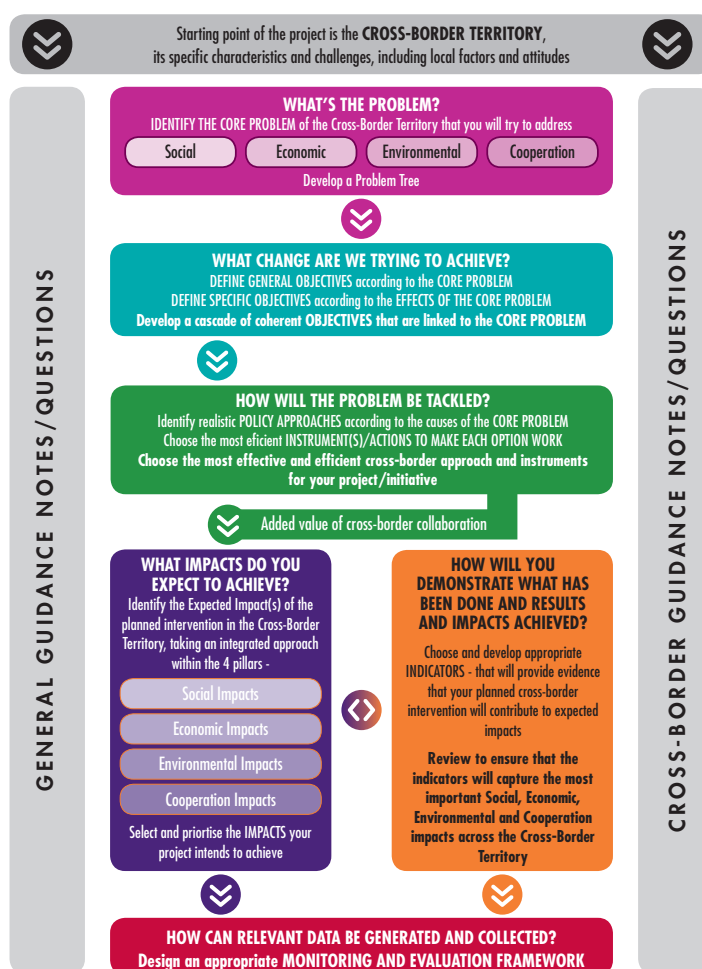 Starting point of the project is the CROSS-BORDER TERRITORY,
its specific characteristics and challenges, including local factors and attitudes
GENERAL GUIDANCE NOTES/QUESTIONS
WHAT'S THE PROBLEM?
IDENTIFY THE CORE PROBLEM of the Cross-Border Territory that you will try to address
Social
Economic
Environmental
Cooperation
Develop a Problem Tree
WHAT CHANGE ARE WE TRYING TO ACHIEVE?
DEFINE GENERAL OBJECTIVES according to the CORE PROBLEM
DEFINE SPECIFIC OBJECTIVES according to the EFFECTS OF THE CORE PROBLEM
Develop a cascade of coherent OBJECTIVES that are linked to the CORE PROBLEM
HOW WILL THE PROBLEM BE TACKLED?
Identify realistic POLICY APPROACHES according to the causes of the CORE PROBLEM
Choose the most eficient INSTRUMENT(S)/ACTIONS TO MAKE EACH OPTION WORK
Choose the most effective and efficient cross-border approach and instruments
for your project/initiative
Added value of cross-border collaboration
WHAT IMPACTS DO YOU
EXPECT TO ACHIEVE?
Identify the Expected Impact(s) of the
planned intervention in the Cross-Border
Territory, taking an integrated approach
within the 4 pillars -
Social Impacts
Economic Impacts
Environmental Impacts
Cooperation Impacts
Select and priortise the IMPACTS your
project intends to achieve
HOW WILL YOU
DEMONSTRATE WHAT HAS
BEEN DONE AND RESULTS
AND IMPACTS ACHIEVED?
Choose and develop appropriate
INDICATORS - that will provide evidence
that your planned cross-border
intervention will contribute to expected
impacts
Review to ensure that the
indicators will capture the most
important Social, Economic,
Environmental and Cooperation
impacts across the Cross-Border
Territory
HOW CAN RELEVANT DATA BE GENERATED AND COLLECTED?
Design an appropriate MONITORING AND EVALUATION FRAMEWORK
CROSS-BORDER GUIDANCE NOTES/QUESTIONS